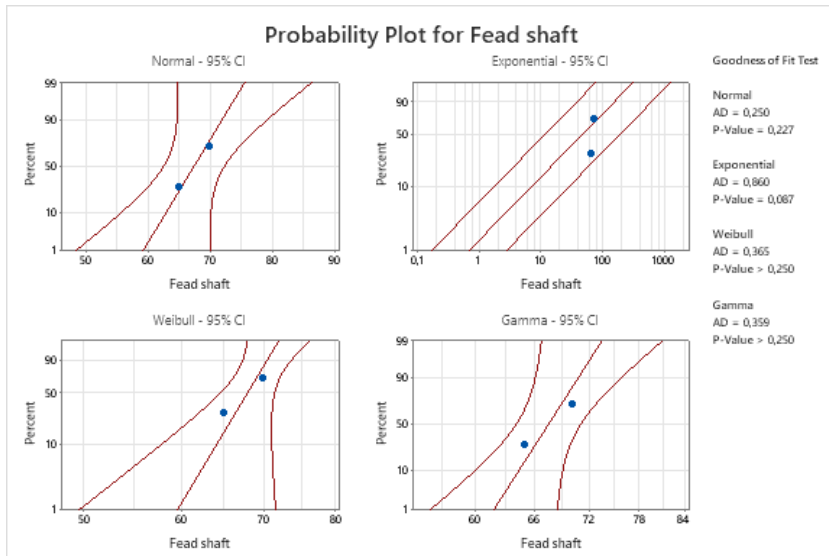 Probability Plot for Fead shaft
Normal - 95% CI
Exponential - 95% CI
Goodness of Fit Test
99
90
50
10
1
Percent
50 60 70 80 90
Fead shaft
90
50
10
1
Percent
0,1 1 10 100 1000
Fead shaft
Normal
AD = 0,250
P-Value = 0,227
Exponential
AD = 0,860
P-Value = 0,087
Weibull
AD = 0,365
P-Value > 0,250
Gamma
AD = 0,359
P-Value > 0,250
Weibull - 95% CI
Gamma - 95% CI
90
50
10
1
Percent
50 60 70 80
Fead shaft
99
90
50
10
1
Percent
60 66 72 78 84
Fead shaft